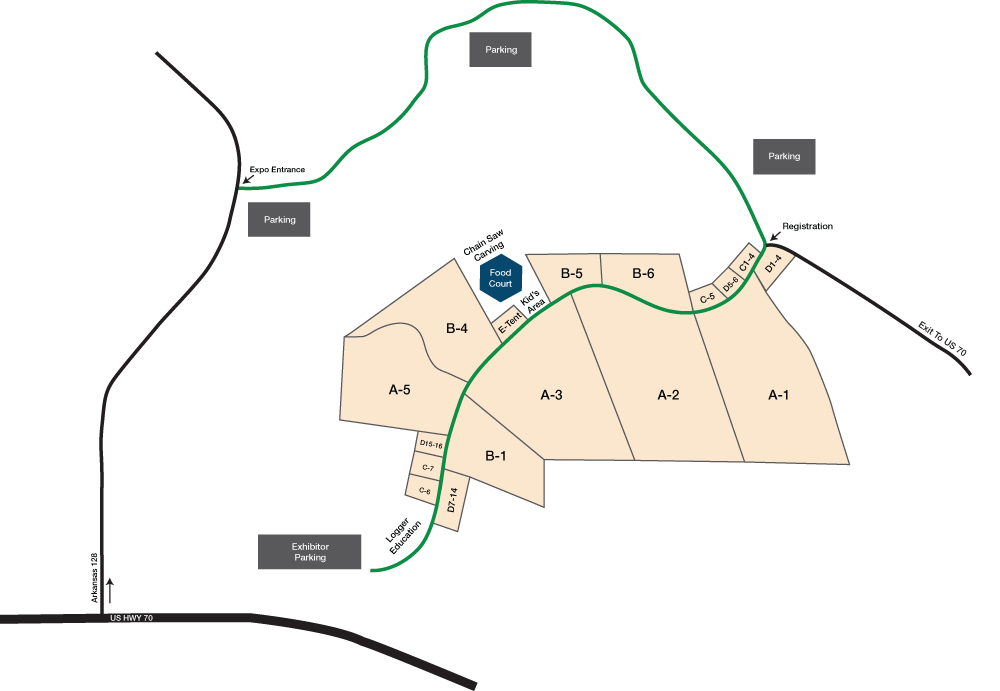 Parking
Parking
Expo Entrance
Parking
Registration
Chain Saw
Carving
Food
Court
Kid's
Area
E-Tent
B-5
B-6
C-5
D5-6
C1-4
D1-4
Exit To US 70
B-4
A-5
A-3
A-2
A-1
D15-16
C-7
C-6
B-1
D7-14
Logger
Education
Exhibitor
Parking
Arkansas 128
US HWY 70